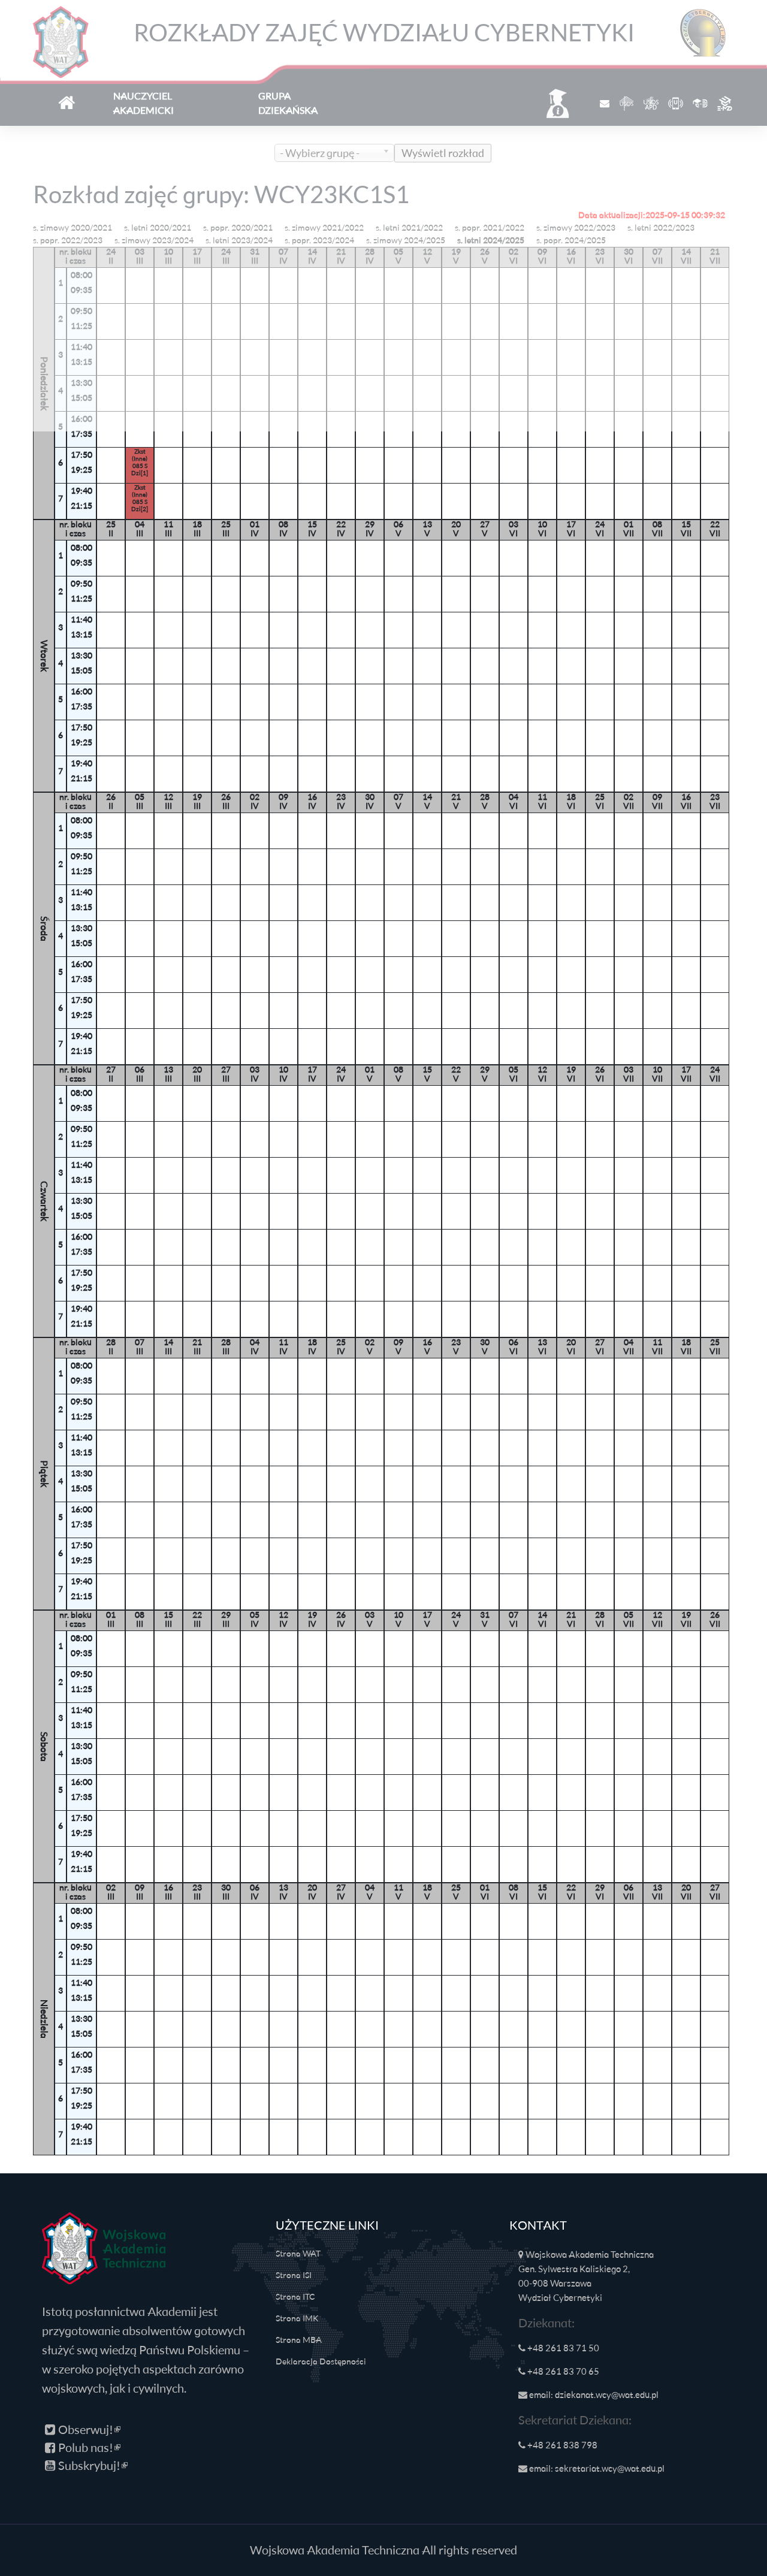 ROZKŁADY ZAJĘĆ WYDZIAŁU CYBERNETYKI
WAT
NAUCZYCIEL
AKADEMICKI
GRUPA
DZIEKAŃSKA
- Wybierz grupę -
Wyświetl rozkład
Rozkład zajęć grupy: WCY23KC1S1
Data aktualizacji:2025-09-15 00:39:32
s. zimowy 2020/2021 s. letni 2020/2021 s. popr. 2020/2021 s. zimowy 2021/2022 s. letni 2021/2022 s. popr. 2021/2022 s. zimowy 2022/2023 s. letni 2022/2023
s. popr. 2022/2023 s. zimowy 2023/2024 s. letni 2023/2024 s. popr. 2023/2024 s. zimowy 2024/2025 s. letni 2024/2025 s. popr. 2024/2025
Poniedziałek
nr. bloku 24 03 10 17 24 31 07 14 21 28 05 12 19 26 02 09 16 23 30 07 14 21
i czas II III III III III III IV IV IV IV V V V V VI VI VI VI VI VII VII VII
1 08:00
09:35
2 09:50
11:25
3 11:40
13:15
4 13:30
15:05
5 16:00
17:35
6 17:50
19:25
Zlot
(inne)
085 S
Dzi[1]
7 19:40
21:15
Zlot
(inne)
085 S
Dzi[2]
Wtorek
nr. bloku 25 04 11 18 25 01 08 15 22 29 06 13 20 27 03 10 17 24 01 08 15 22
i czas II III III III III IV IV IV IV IV V V V V VI VI VI VI VII VII VII VII
1 08:00
09:35
2 09:50
11:25
3 11:40
13:15
4 13:30
15:05
5 16:00
17:35
6 17:50
19:25
7 19:40
21:15
Środa
nr. bloku 26 05 12 19 26 02 09 16 23 30 07 14 21 28 04 11 18 25 02 09 16 23
i czas II III III III III IV IV IV IV IV V V V V VI VI VI VI VII VII VII VII
1 08:00
09:35
2 09:50
11:25
3 11:40
13:15
4 13:30
15:05
5 16:00
17:35
6 17:50
19:25
7 19:40
21:15
Czwartek
nr. bloku 27 06 13 20 27 03 10 17 24 01 08 15 22 29 05 12 19 26 03 10 17 24
i czas II III III III III IV IV IV IV V V V V V VI VI VI VI VII VII VII VII
1 08:00
09:35
2 09:50
11:25
3 11:40
13:15
4 13:30
15:05
5 16:00
17:35
6 17:50
19:25
7 19:40
21:15
Piątek
nr. bloku 28 07 14 21 28 04 11 18 25 02 09 16 23 30 06 13 20 27 04 11 18 25
i czas II III III III III IV IV IV IV V V V V V VI VI VI VI VII VII VII VII
1 08:00
09:35
2 09:50
11:25
3 11:40
13:15
4 13:30
15:05
5 16:00
17:35
6 17:50
19:25
7 19:40
21:15
Sobota
nr. bloku 01 08 15 22 29 05 12 19 26 03 10 17 24 31 07 14 21 28 05 12 19 26
i czas III III III III III IV IV IV IV V V V V V VI VI VI VI VII VII VII VII
1 08:00
09:35
2 09:50
11:25
3 11:40
13:15
4 13:30
15:05
5 16:00
17:35
6 17:50
19:25
7 19:40
21:15
Niedziela
nr. bloku 02 09 16 23 30 06 13 20 27 04 11 18 25 01 08 15 22 29 06 13 20 27
i czas III III III III III IV IV IV IV V V V V VI VI VI VI VI VII VII VII VII
1 08:00
09:35
2 09:50
11:25
3 11:40
13:15
4 13:30
15:05
5 16:00
17:35
6 17:50
19:25
7 19:40
21:15
WAT
Wojskowa
Akademia
Techniczna
Istotą posłannictwa Akademii jest
przygotowanie absolwentów gotowych
służyć swą wiedzą Państwu Polskiemu –
w szeroko pojętych aspektach zarówno
wojskowych, jak i cywilnych.
Obserwuj!
Polub nas!
Subskrybuj!
UŻYTECZNE LINKI
Strona WAT
Strona ISI
Strona ITC
Strona IMK
Strona MBA
Deklaracja Dostępności
KONTAKT
Wojskowa Akademia Techniczna
Gen. Sylwestra Kaliskiego 2,
00-908 Warszawa
Wydział Cybernetyki
Dziekanat:
+48 261 83 71 50
+48 261 83 70 65
email: dziekanat.wcy@wat.edu.pl
Sekretariat Dziekana:
+48 261 838 798
email: sekretariat.wcy@wat.edu.pl
Wojskowa Akademia Techniczna All rights reserved